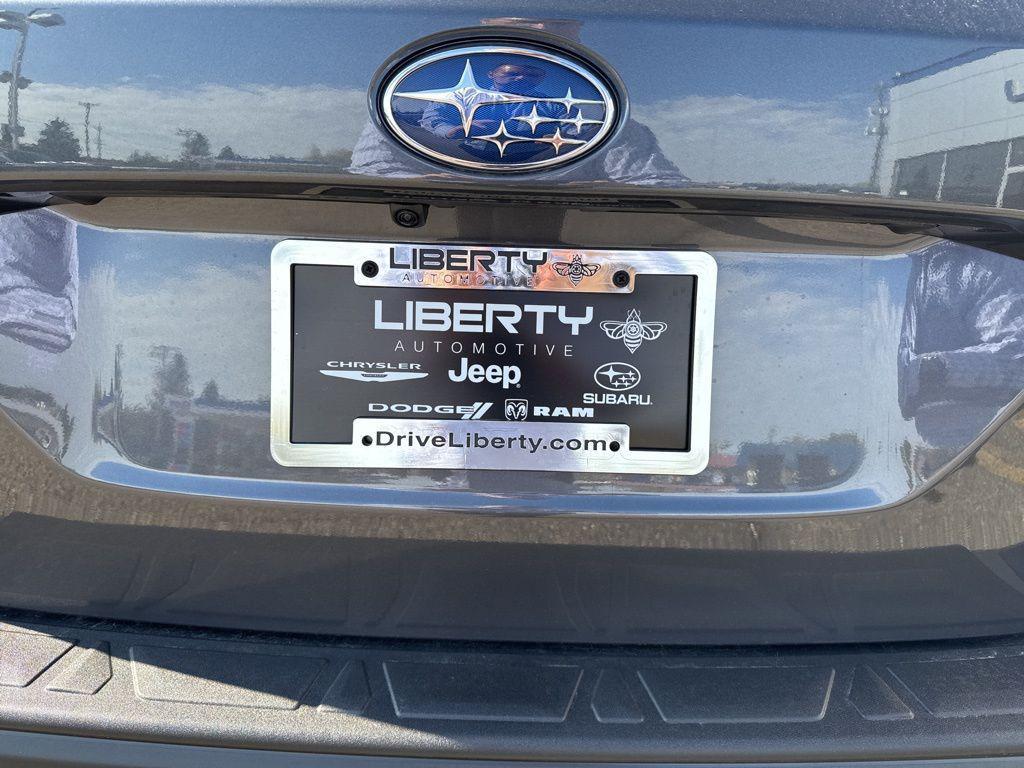 LIBERTY
AUTOMOTIVE
LIBERTY
AUTOMOTIVE
CHRYSLER
Jeep
SUBARU
DODGE RAM
DriveLiberty.com